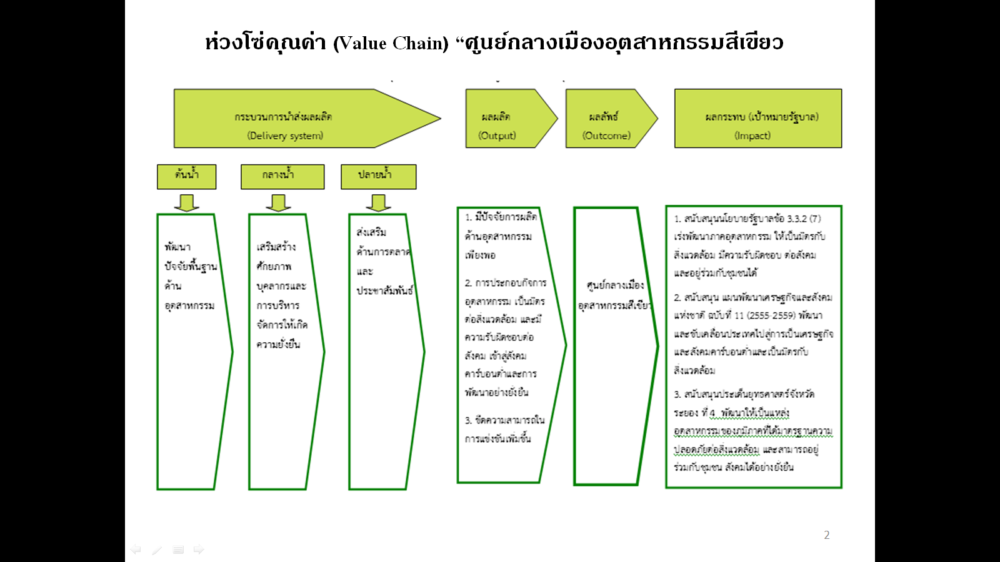 ห่วงโซ่คุณค่า (Value Chain) “ศูนย์กลางเมืองอุตสาหกรรมสีเขียว
กระบวนการนำส่งผลผลิต
(Delivery system)
ผลผลิต
(Output)
ผลลัพธ์
(Outcome)
ผลกระทบ (เป้าหมายรัฐบาล)
(Impact)
ต้นน้ำ
กลางน้ำ
ปลายน้ำ
พัฒนา
ปัจจัยพื้นฐาน
ด้าน
อุตสาหกรรม
เสริมสร้าง
ศักยภาพ
บุคลากรและ
การบริหาร
จัดการให้เกิด
ความยั่งยืน
ส่งเสริม
ด้านการตลาด
และ
ประชาสัมพันธ์
1. มีปัจจัยการผลิต
ด้านอุตสาหกรรม
เพียงพอ
2. การประกอบกิจการ
อุตสาหกรรม เป็นมิตร
ต่อสิ่งแวดล้อม และมี
ความรับผิดชอบต่อ
สังคม เข้าสู่สังคม
คาร์บอนต่ำและการ
พัฒนาอย่างยั่งยืน
3. ขีดความสามารถใน
การแข่งขันเพิ่มขึ้น
ศูนย์กลางเมือง
อุตสาหกรรมสีเขียว
1. สนับสนุนนโยบายรัฐบาลข้อ 3.3.2 (7)
เร่งพัฒนาภาคอุตสาหกรรม ให้เป็นมิตรกับ
สิ่งแวดล้อม มีความรับผิดชอบ ต่อสังคม
และอยู่ร่วมกับชุมชนได้
2. สนับสนุน แผนพัฒนาเศรษฐกิจและสังคม
แห่งชาติ ฉบับที่ 11 (2555-2559) พัฒนา
และขับเคลื่อนประเทศไปสู่การเป็นเศรษฐกิจ
และสังคมคาร์บอนต่ำและเป็นมิตรกับ
สิ่งแวดล้อม
3. สนับสนุนประเด็นยุทธศาสตร์จังหวัด
ระยอง ที่ 4 พัฒนาให้เป็นแหล่ง
อุตสาหกรรมของภูมิภาคที่ได้มาตรฐานความ
ปลอดภัยต่อสิ่งแวดล้อม และสามารถอยู่
ร่วมกับชุมชน สังคมได้อย่างยั่งยืน
2